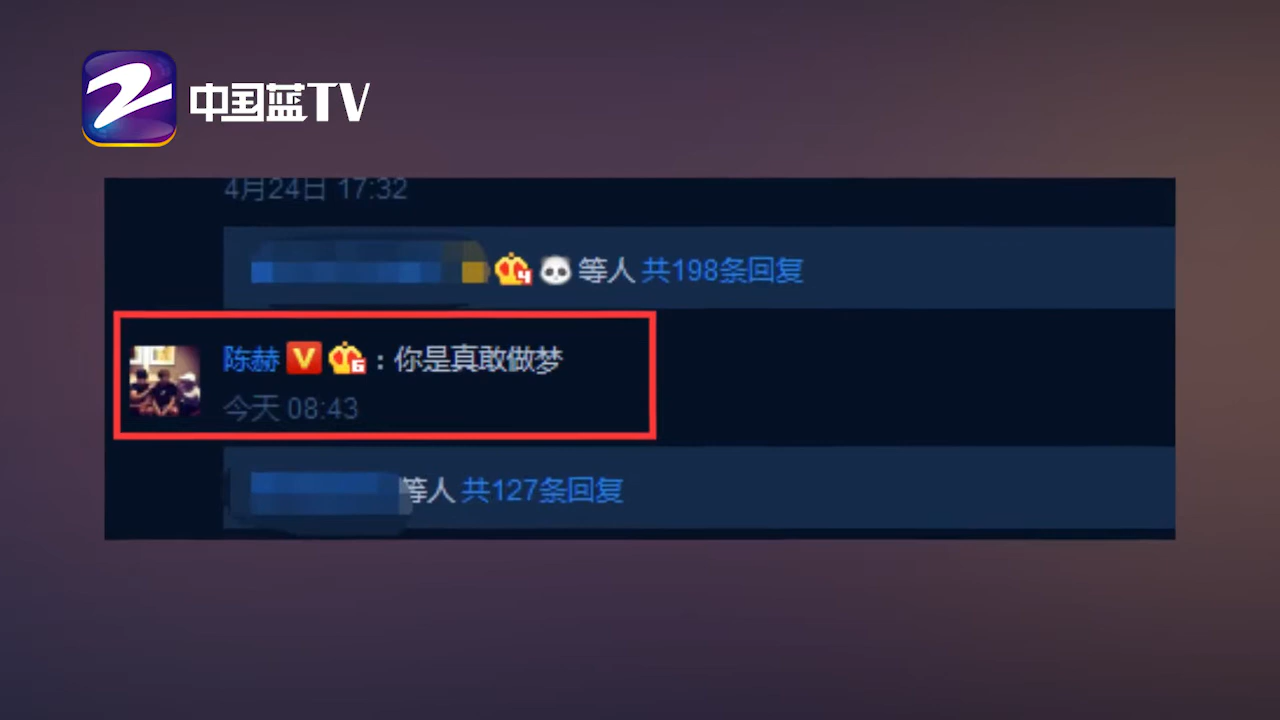 中国蓝TV
4月24日 17:32
等人 共198条回复
陈赫：你是真敢做梦
今天 08:43
等人 共127条回复